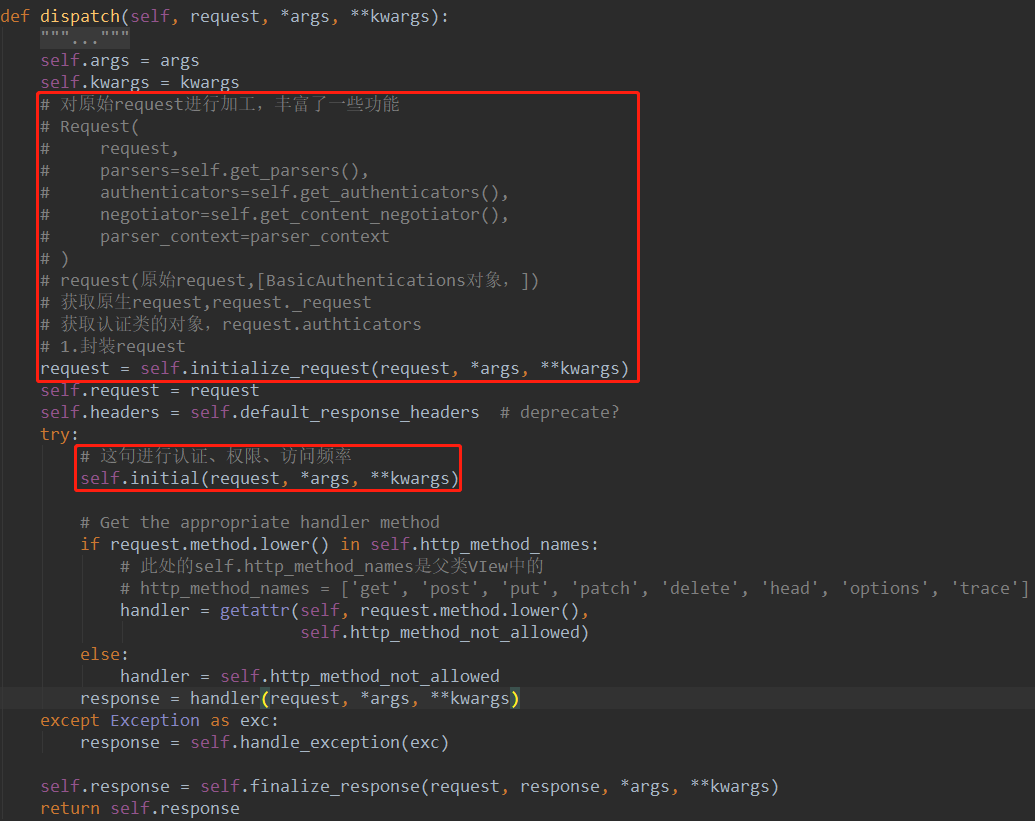 def dispatch(self, request, *args, **kwargs):
    """..."""
    self.args = args
    self.kwargs = kwargs
    # 对原始request进行加工，丰富了一些功能
    # Request(
    #     request,
    #     parsers=self.get_parsers(),
    #     authenticators=self.get_authenticators(),
    #     negotiator=self.get_content_negotiator(),
    #     parser_context=parser_context
    # )
    # request(原始request,[BasicAuthentications对象，])
    # 获取原生request,request._request
    # 获取认证类的对象，request.authticators
    # 1.封装request
    request = self.initialize_request(request, *args, **kwargs)
    self.request = request
    self.headers = self.default_response_headers  # deprecate?
    try:
        # 这句进行认证、权限、访问频率
        self.initial(request, *args, **kwargs)
        # Get the appropriate handler method
        if request.method.lower() in self.http_method_names:
            # 此处的self.http_method_names是父类VIew中的
            # http_method_names = ['get', 'post', 'put', 'patch', 'delete', 'head', 'options', 'trace']
            handler = getattr(self, request.method.lower(),
                              self.http_method_not_allowed)
        else:
            handler = self.http_method_not_allowed
        response = handler(request, *args, **kwargs)
    except Exception as exc:
        response = self.handle_exception(exc)
    self.response = self.finalize_response(request, response, *args, **kwargs)
    return self.response